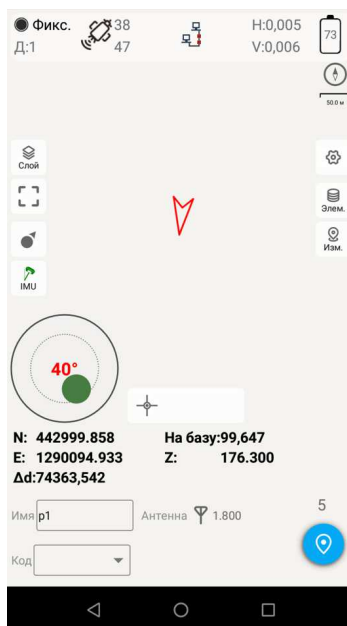 Фикс. 38 H:0,005 73
Д:1 47 V:0,006
50.0 м
Слой
Элем.
Изм.
IMU
40°
N: 442999.858 На базу:99,647
E: 1290094.933 Z: 176.300
Δd:74363,542
5
Имя p1 Антенна 1.800
Код